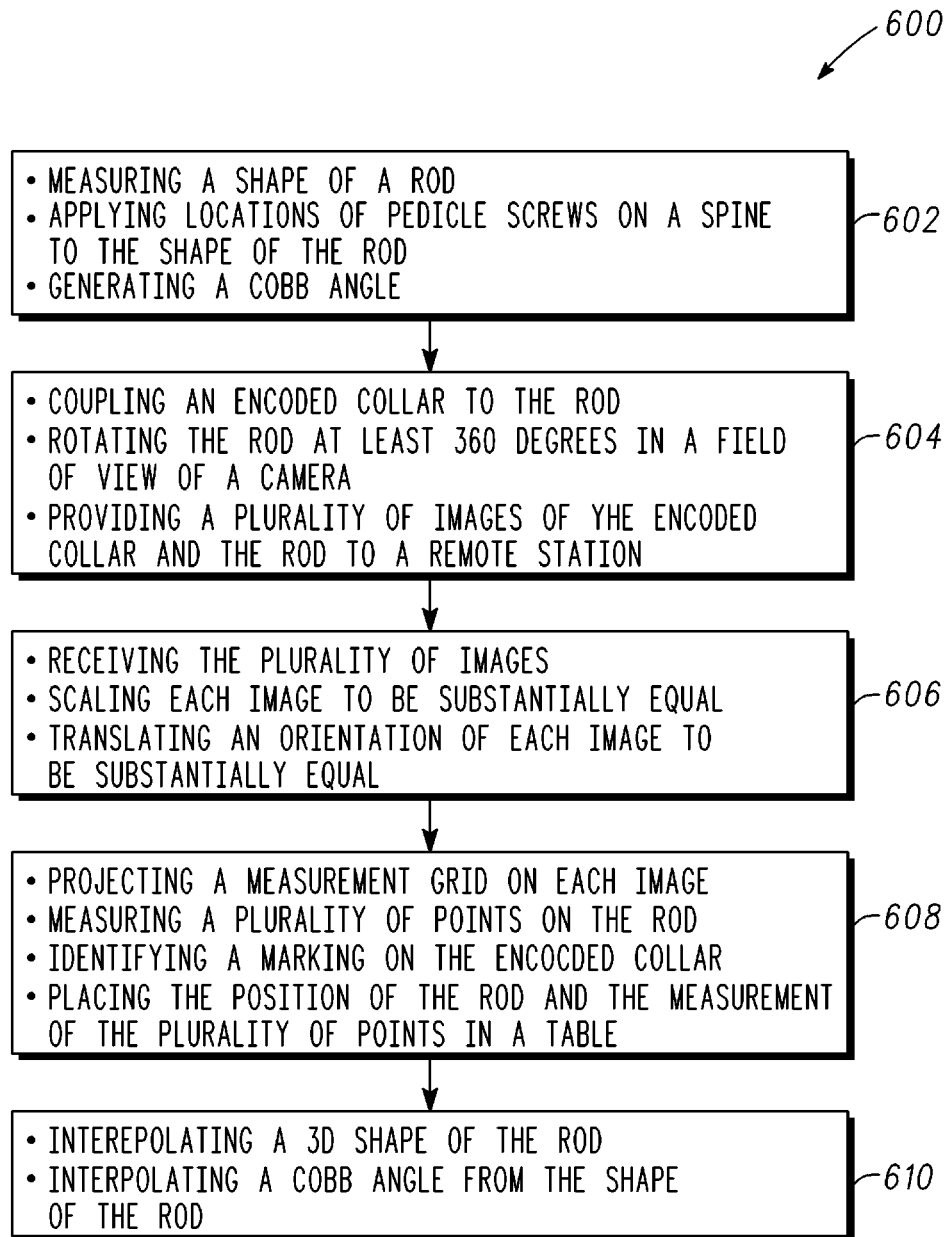 600
• MEASURING A SHAPE OF A ROD
• APPLYING LOCATIONS OF PEDICLE SCREWS ON A SPINE
TO THE SHAPE OF THE ROD
• GENERATING A COBB ANGLE
602
• COUPLING AN ENCODED COLLAR TO THE ROD
• ROTATING THE ROD AT LEAST 360 DEGREES IN A FIELD
OF VIEW OF A CAMERA
• PROVIDING A PLURALITY OF IMAGES OF YHE ENCODED
COLLAR AND THE ROD TO A REMOTE STATION
604
• RECEIVING THE PLURALITY OF IMAGES
• SCALING EACH IMAGE TO BE SUBSTANTIALLY EQUAL
• TRANSLATING AN ORIENTATION OF EACH IMAGE TO
BE SUBSTANTIALLY EQUAL
606
• PROJECTING A MEASUREMENT GRID ON EACH IMAGE
• MEASURING A PLURALITY OF POINTS ON THE ROD
• IDENTIFYING A MARKING ON THE ENCOCDED COLLAR
• PLACING THE POSITION OF THE ROD AND THE MEASUREMENT
OF THE PLURALITY OF POINTS IN A TABLE
608
• INTEREPOLATING A 3D SHAPE OF THE ROD
• INTERPOLATING A COBB ANGLE FROM THE SHAPE
OF THE ROD
610